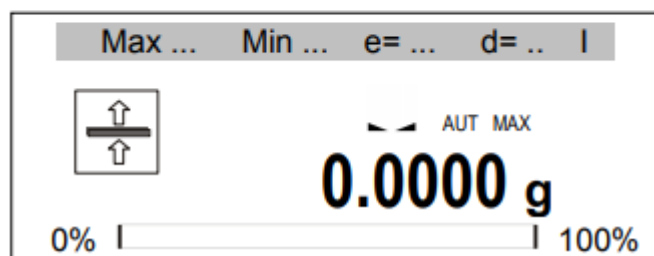 Max ... Min ... e= ... d= .. I
AUT MAX
0.0000 g
0% 100%